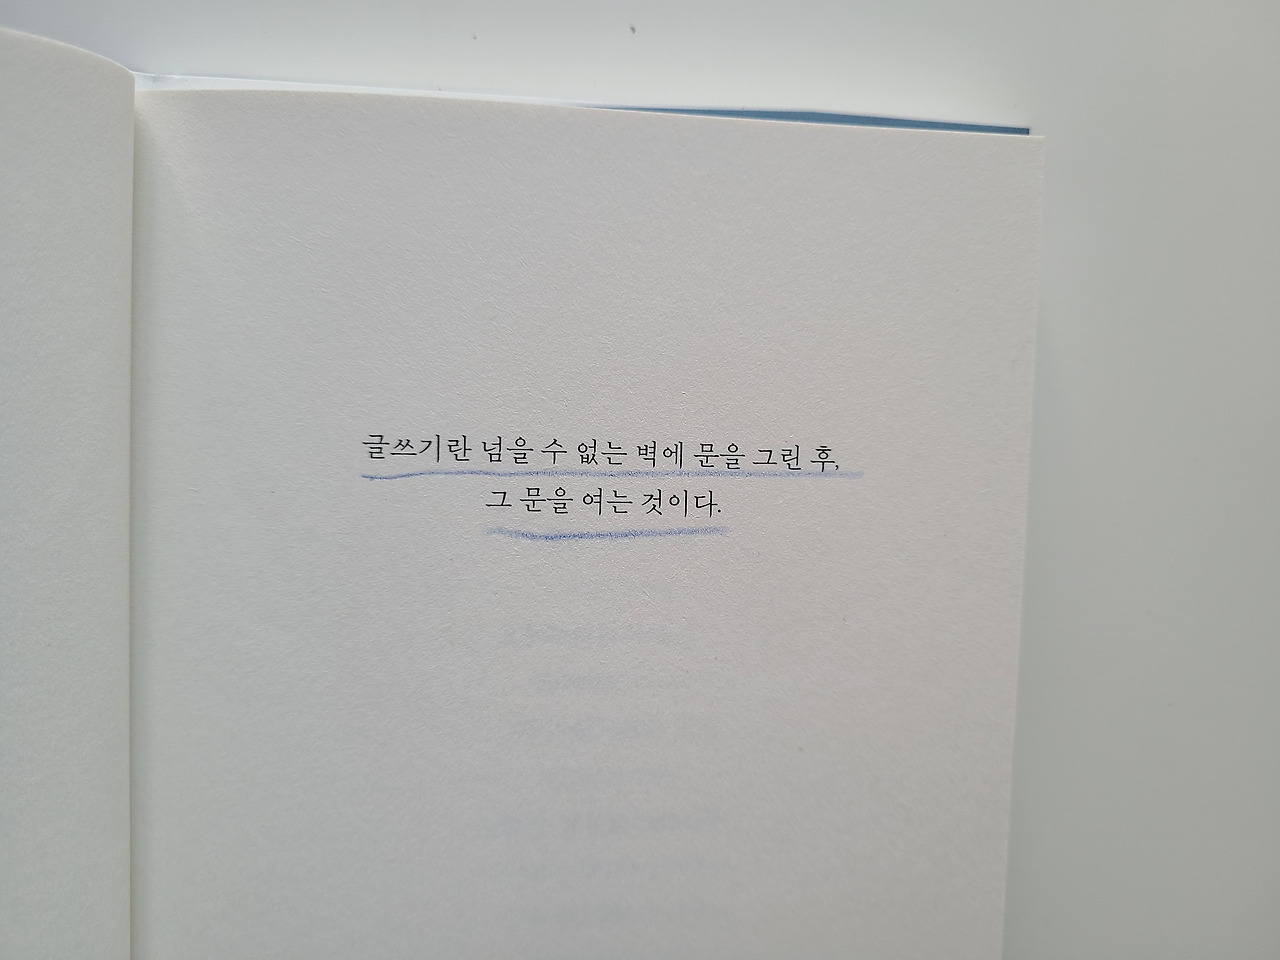 글쓰기란 넘을 수 없는 벽에 문을 그린 후,
그 문을 여는 것이다.